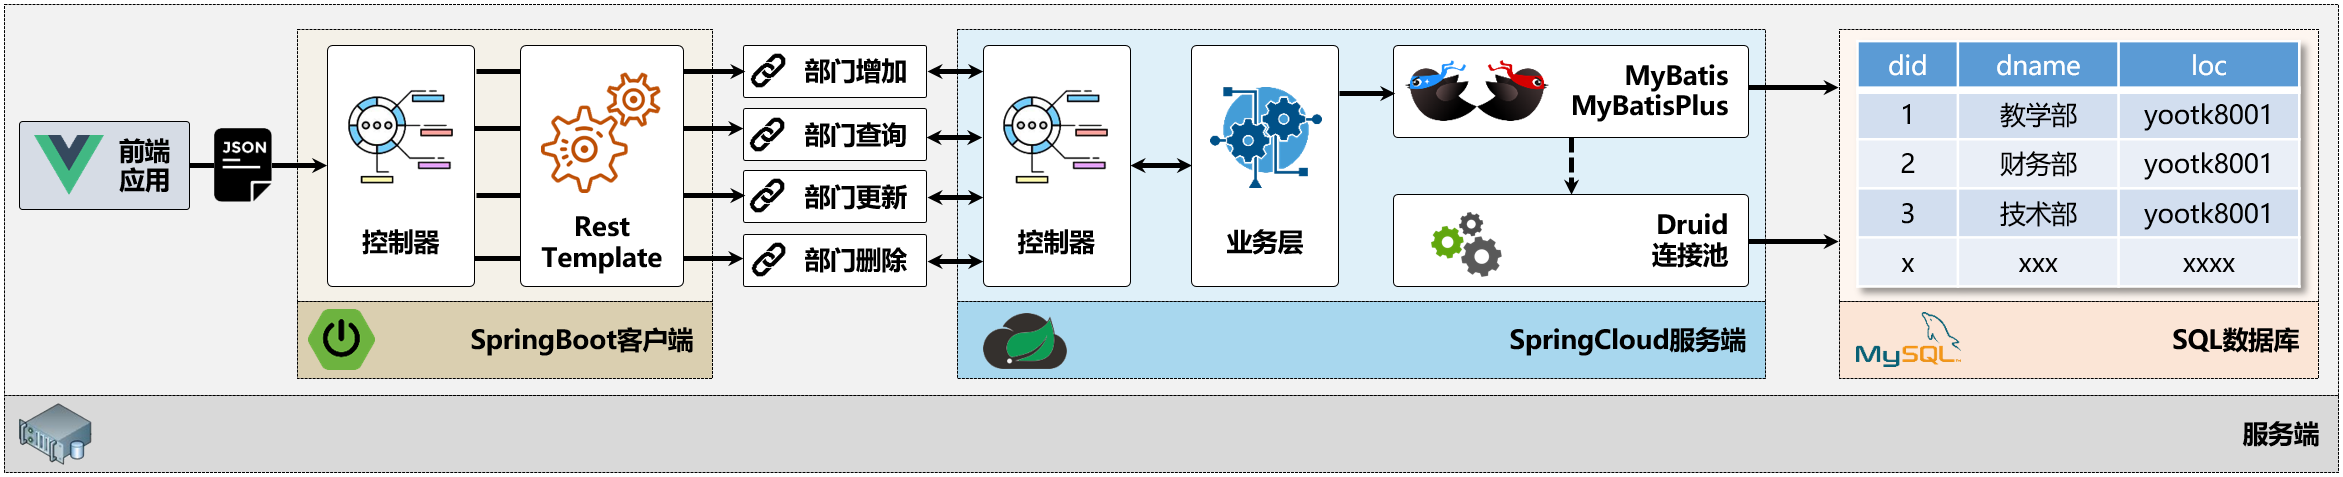 前端
应用
JSON
控制器
Rest
Template
SpringBoot客户端
部门增加
部门查询
部门更新
部门删除
控制器
业务层
MyBatis
MyBatisPlus
Druid
连接池
SpringCloud服务端
did dname loc
1 教学部 yootk8001
2 财务部 yootk8001
3 技术部 yootk8001
x xxx xxxx
MySQL
SQL数据库
服务端